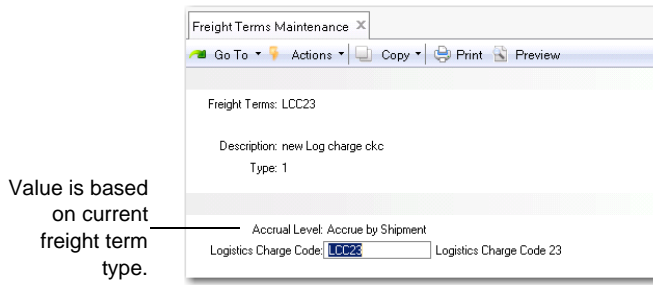 Freight Terms Maintenance
Go To Actions Copy Print Preview
Freight Terms: LCC23
Description: new Log charge ckc
Type: 1
Value is based
on current
freight term
type.
Accrual Level: Accrue by Shipment
Logistics Charge Code: LCC23 Logistics Charge Code 23